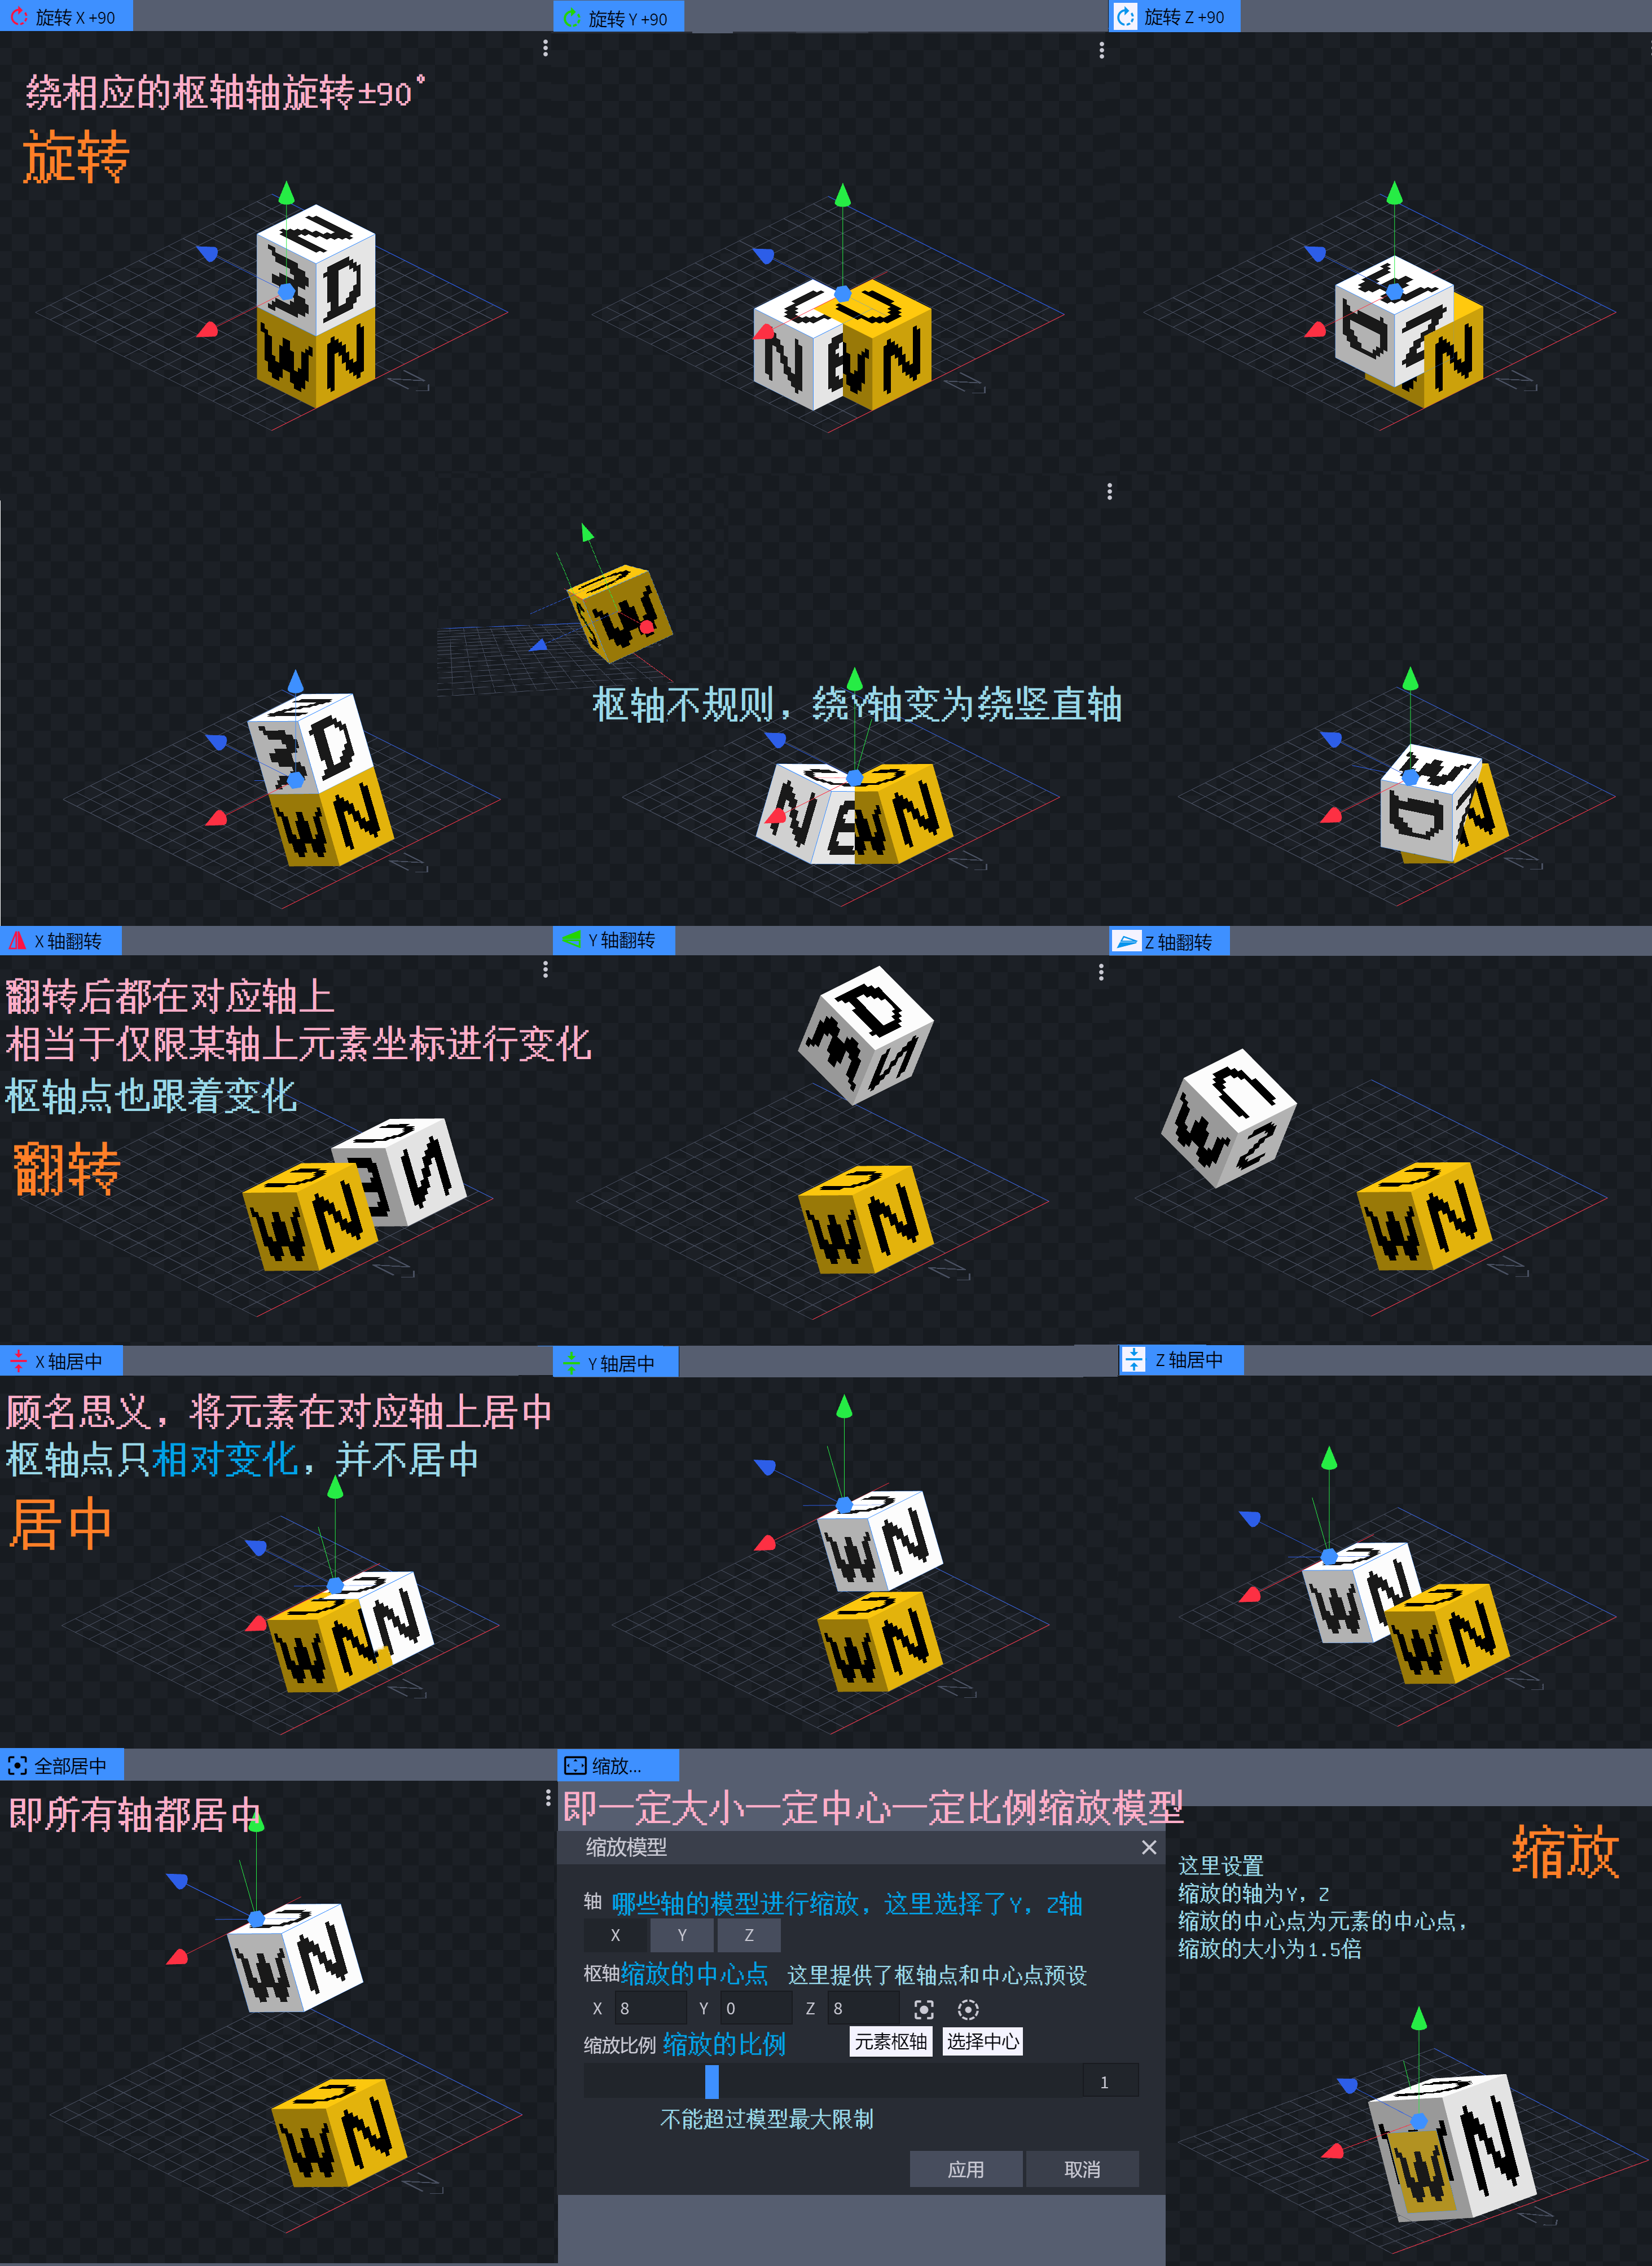 旋转 X +90
旋转 Y +90
旋转 Z +90
绕相应的枢轴轴旋转±90°
旋转
N
W D
W N
U U
N E W N
W
D N N
W
枢轴不规则，绕Y轴变为绕竖直轴
D
W N
N E W N
W
D N
X 轴翻转
Y 轴翻转
Z 轴翻转
翻转后都在对应轴上
相当于仅限某轴上元素坐标进行变化
枢轴点也跟着变化
翻转
D
U
W N
U
W N
U
W N
X 轴居中
Y 轴居中
Z 轴居中
顾名思义，将元素在对应轴上居中
枢轴点只相对变化，并不居中
居中
W N N
W N
W N
W N
W N
全部居中
缩放...
即所有轴都居中
即一定大小一定中心一定比例缩放模型
缩放模型
缩放
这里设置
缩放的轴为Y，Z
缩放的中心点为元素的中心点，
缩放的大小为1.5倍
轴 哪些轴的模型进行缩放，这里选择了Y，Z轴
X Y Z
枢轴 缩放的中心点 这里提供了枢轴点和中心点预设
X 8 Y 0 Z 8
元素枢轴 选择中心
缩放比例 缩放的比例
1
不能超过模型最大限制
应用 取消
W N
W N
W N